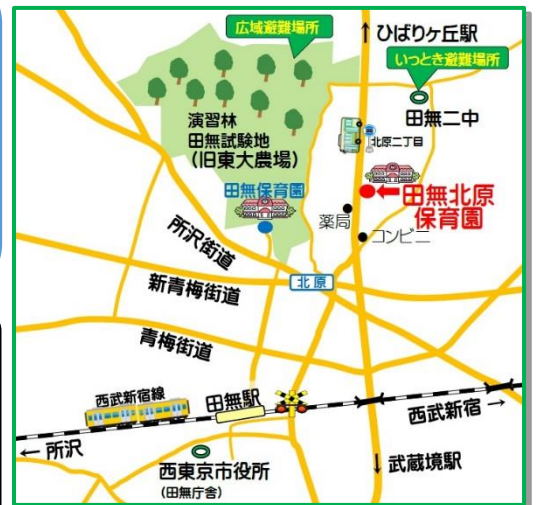 広域避難場所
↑ ひばりヶ丘駅
いっとき避難場所
田無二中
演習林
田無試験地
(旧東大農場)
北原二丁目
田無保育園
田無北原
保育園
薬局
コンビニ
所沢街道
新青梅街道
北原
青梅街道
西武新宿線
田無駅
西武新宿 →
← 所沢
西東京市役所
(田無庁舎)
↓ 武蔵境駅